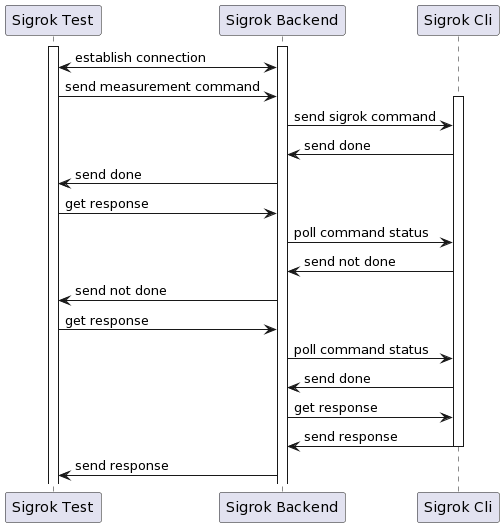 Sigrok Test
Sigrok Backend
Sigrok Cli
establish connection
send measurement command
send sigrok command
send done
send done
get response
poll command status
send not done
send not done
get response
poll command status
send done
get response
send response
send response
Sigrok Test
Sigrok Backend
Sigrok Cli